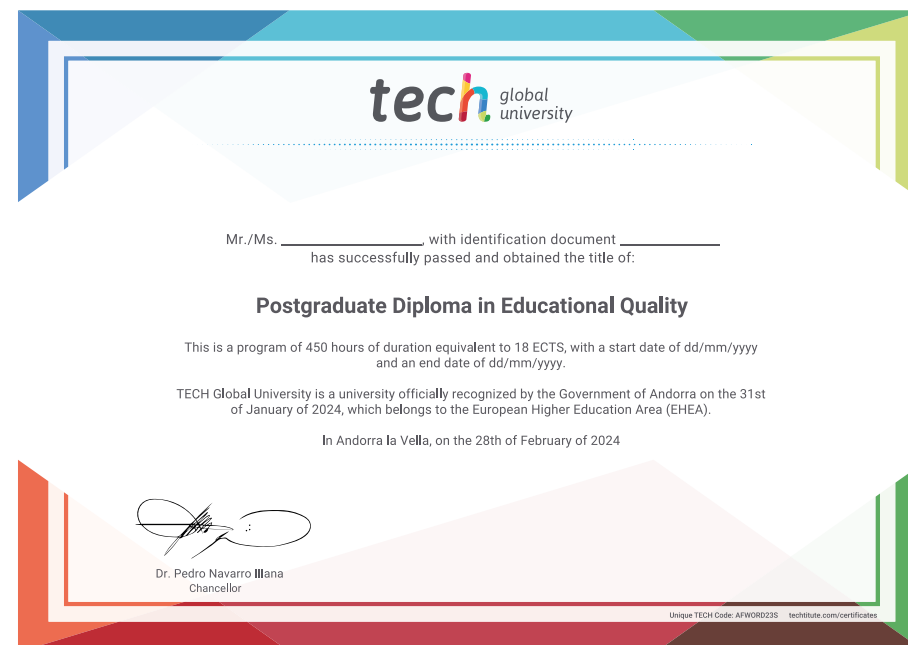 tech global
university
Mr./Ms. ____________, with identification document ____________
has successfully passed and obtained the title of:
Postgraduate Diploma in Educational Quality
This is a program of 450 hours of duration equivalent to 18 ECTS, with a start date of dd/mm/yyyy
and an end date of dd/mm/yyyy.
TECH Global University is a university officially recognized by the Government of Andorra on the 31st
of January of 2024, which belongs to the European Higher Education Area (EHEA).
In Andorra la Vella, on the 28th of February of 2024
Dr. Pedro Navarro Illana
Chancellor
Unique TECH Code: AFWORD23S techtitute.com/certificates